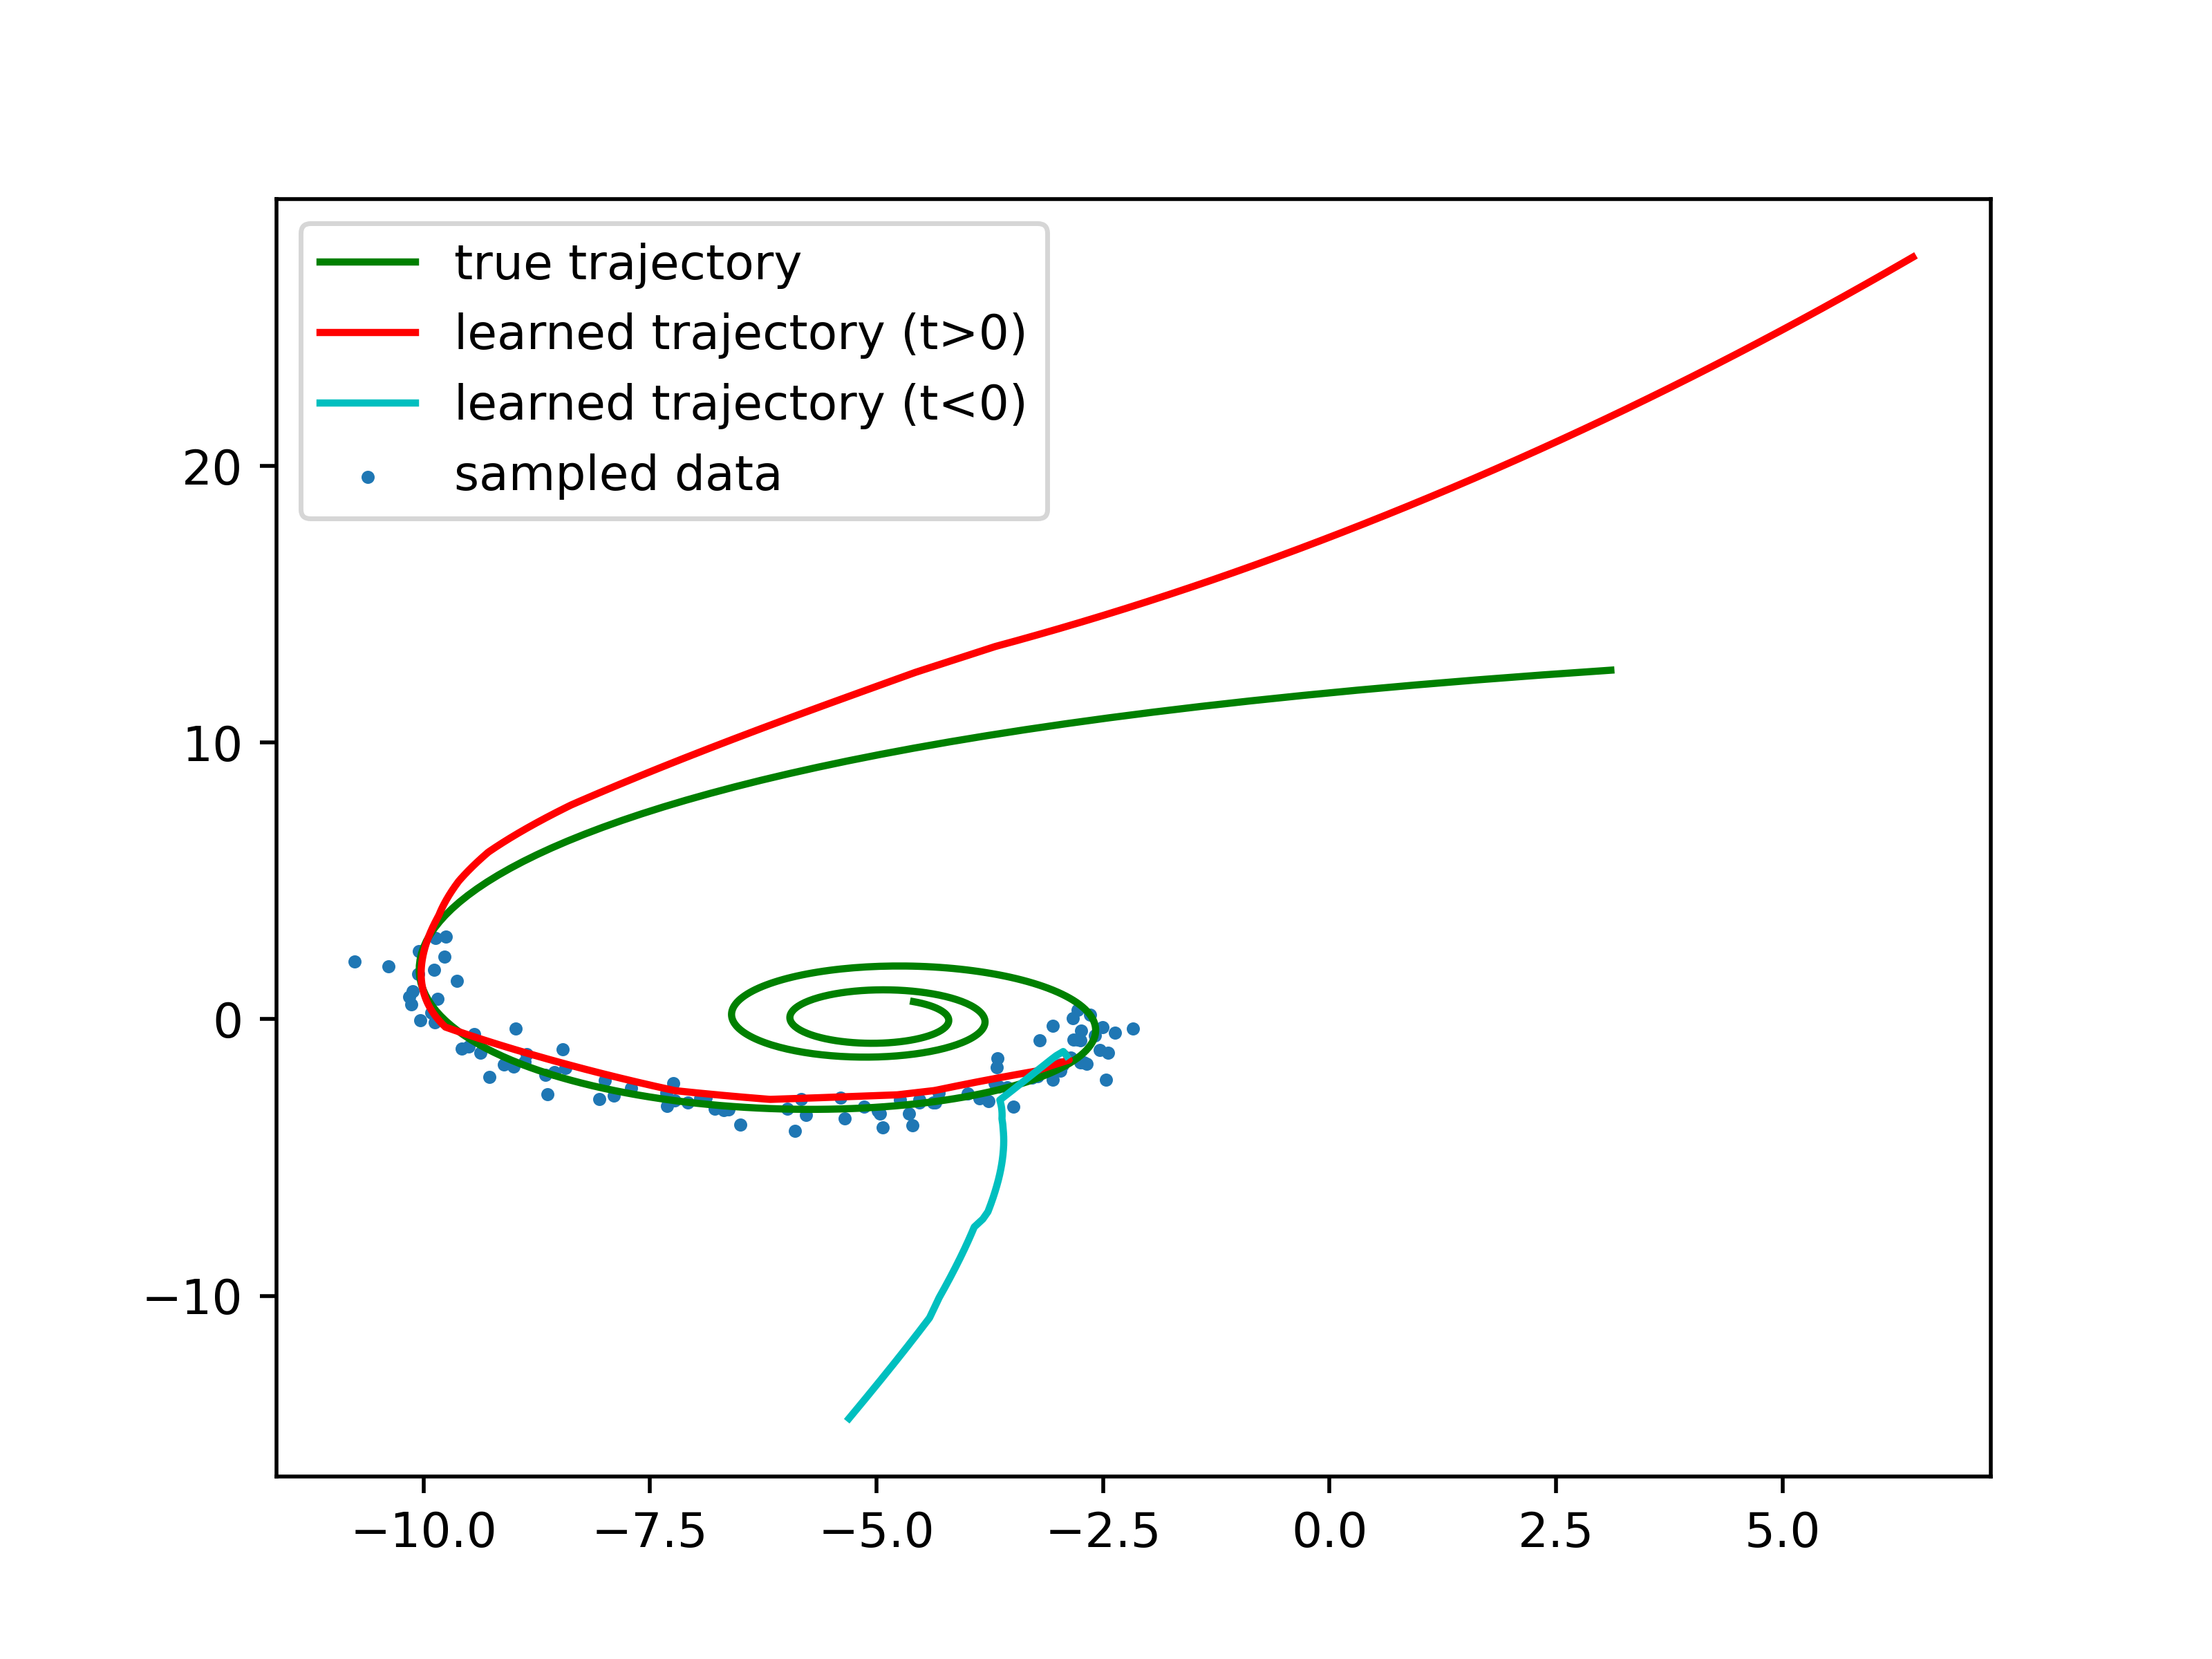 true trajectory
learned trajectory (t>0)
learned trajectory (t<0)
sampled data
20
10
0
−10
−10.0 −7.5 −5.0 −2.5 0.0 2.5 5.0